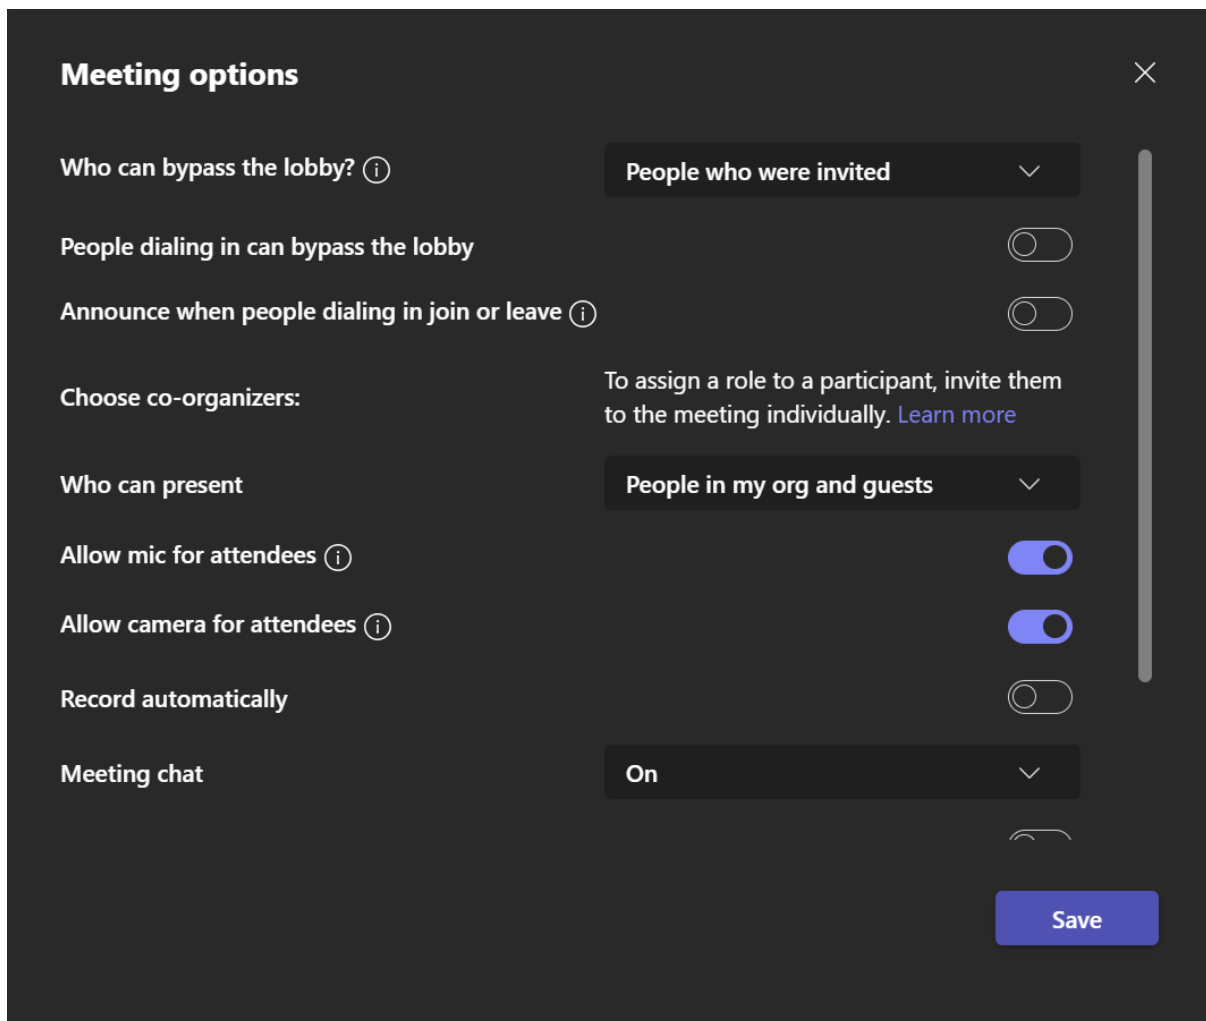 Meeting options
Who can bypass the lobby?
People who were invited
People dialing in can bypass the lobby
Announce when people dialing in join or leave
Choose co-organizers:
To assign a role to a participant, invite them
to the meeting individually. Learn more
Who can present
People in my org and guests
Allow mic for attendees
Allow camera for attendees
Record automatically
Meeting chat
On
Save